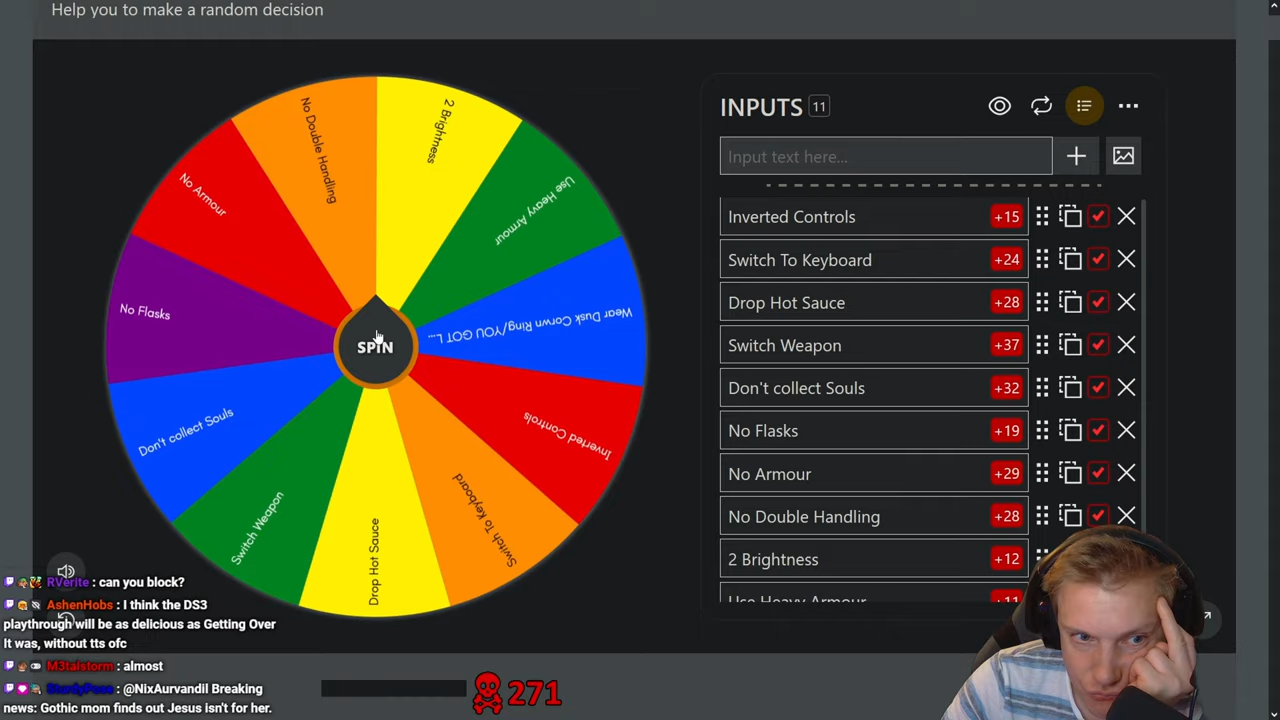 Help you to make a random decision
No Double Handling
2 Brightness
Use Heavy Armour
Wear Dusk Corwn Ring/YOU GOT L...
Inverted Controls
Switch To Keyboard
Drop Hot Sauce
Switch Weapon
Don't collect Souls
No Flasks
No Armour
SPIN
INPUTS 11
Input text here...
Inverted Controls +15
Switch To Keyboard +24
Drop Hot Sauce +28
Switch Weapon +37
Don't collect Souls +32
No Flasks +19
No Armour +29
No Double Handling +28
2 Brightness +12
Use Heavy Armour +11
RVerite : can you block?
AshenHobs : I think the DS3
playthrough will be as delicious as Getting Over
It was, without tts ofc
M3talstorm : almost
: @NixAurvandil Breaking
news: Gothic mom finds out Jesus isn't for her.
271